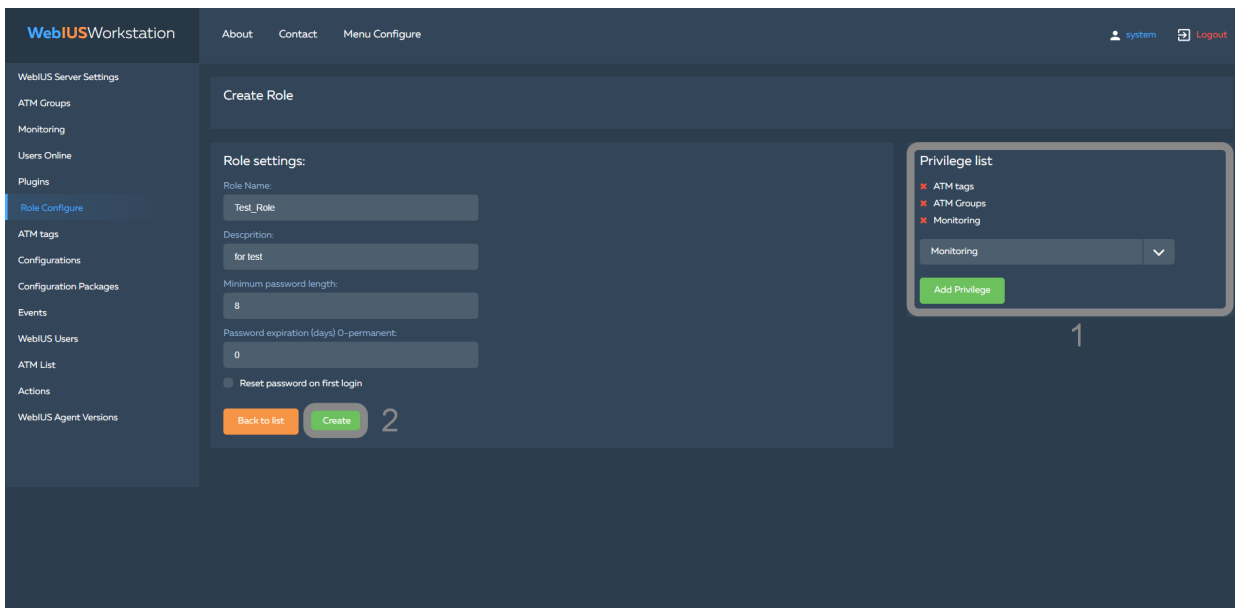 WebIUSWorkstation
About Contact Menu Configure
system Logout
WebIUS Server Settings
ATM Groups
Monitoring
Users Online
Plugins
Role Configure
ATM tags
Configurations
Configuration Packages
Events
WebIUS Users
ATM List
Actions
WebIUS Agent Versions
Create Role
Role settings:
Role Name:
Test_Role
Descprition:
for test
Minimum password length:
8
Password expiration (days) 0-permanent:
0
Reset password on first login
Back to list Create 2
Privilege list
ATM tags
ATM Groups
Monitoring
Monitoring
Add Privilege
1